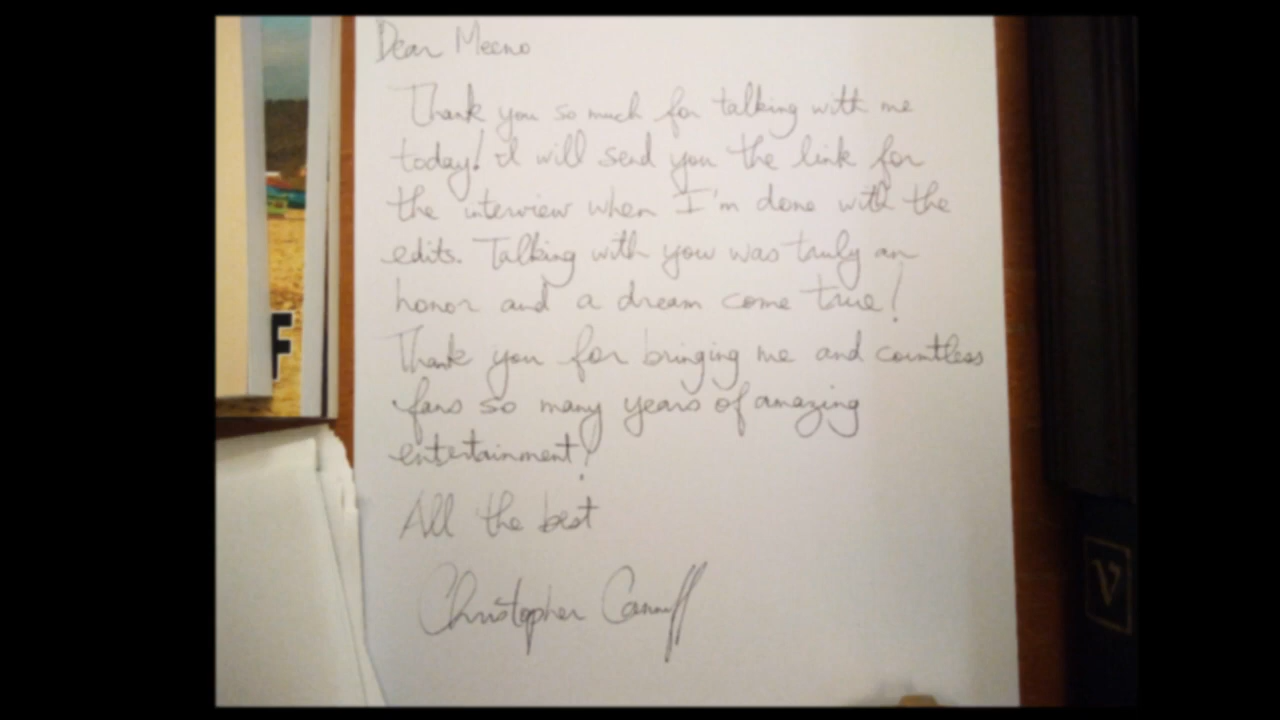 Dear Meeno
Thank you so much for talking with me
today! I will send you the link for
the interview when I'm done with the
edits. Talking with you was truly an
honor and a dream come true!
Thank you for bringing me and countless
fans so many years of amazing
entertainment!
All the best
Christopher
F
V